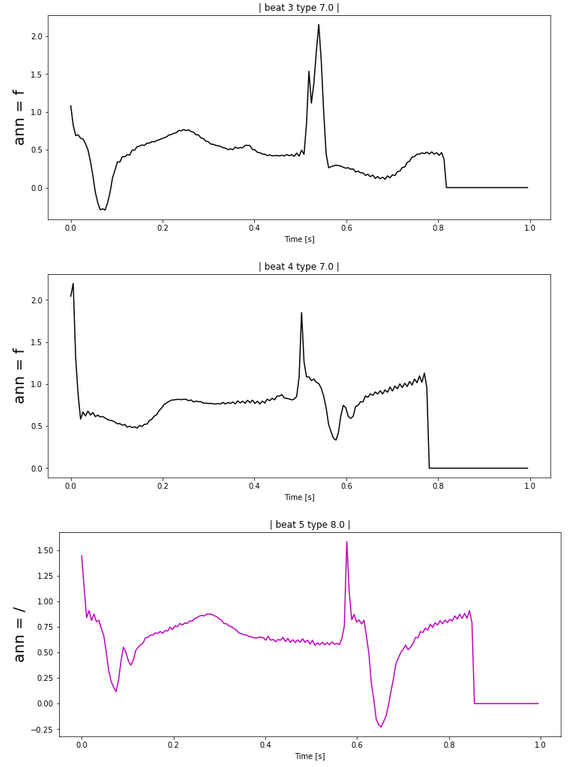 | beat 3 type 7.0 |
ann = f
2.0
1.5
1.0
0.5
0.0
0.0 0.2 0.4 0.6 0.8 1.0
Time [s]
| beat 4 type 7.0 |
ann = f
2.0
1.5
1.0
0.5
0.0
0.0 0.2 0.4 0.6 0.8 1.0
Time [s]
| beat 5 type 8.0 |
ann = /
1.50
1.25
1.00
0.75
0.50
0.25
0.00
−0.25
0.0 0.2 0.4 0.6 0.8 1.0
Time [s]